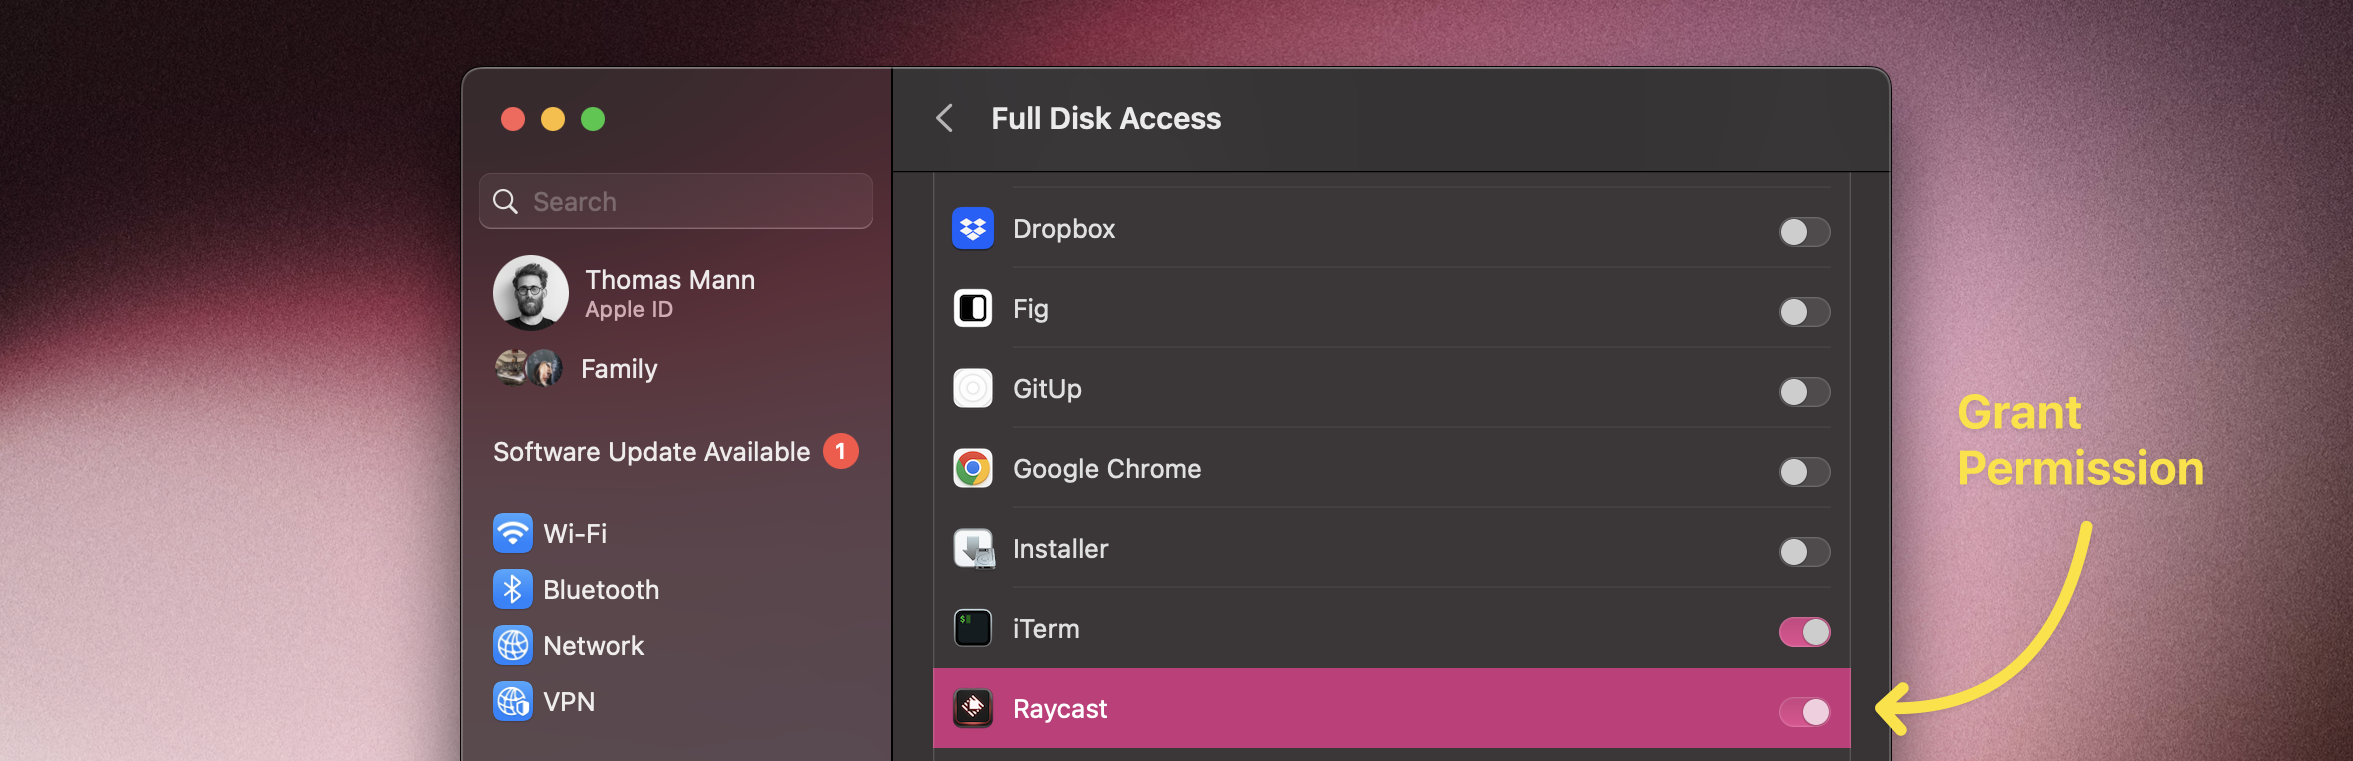 Full Disk Access
Search
Thomas Mann
Apple ID
Family
Software Update Available 1
Wi-Fi
Bluetooth
Network
VPN
Dropbox
Fig
GitUp
Google Chrome
Installer
$
iTerm
Raycast
Grant
Permission